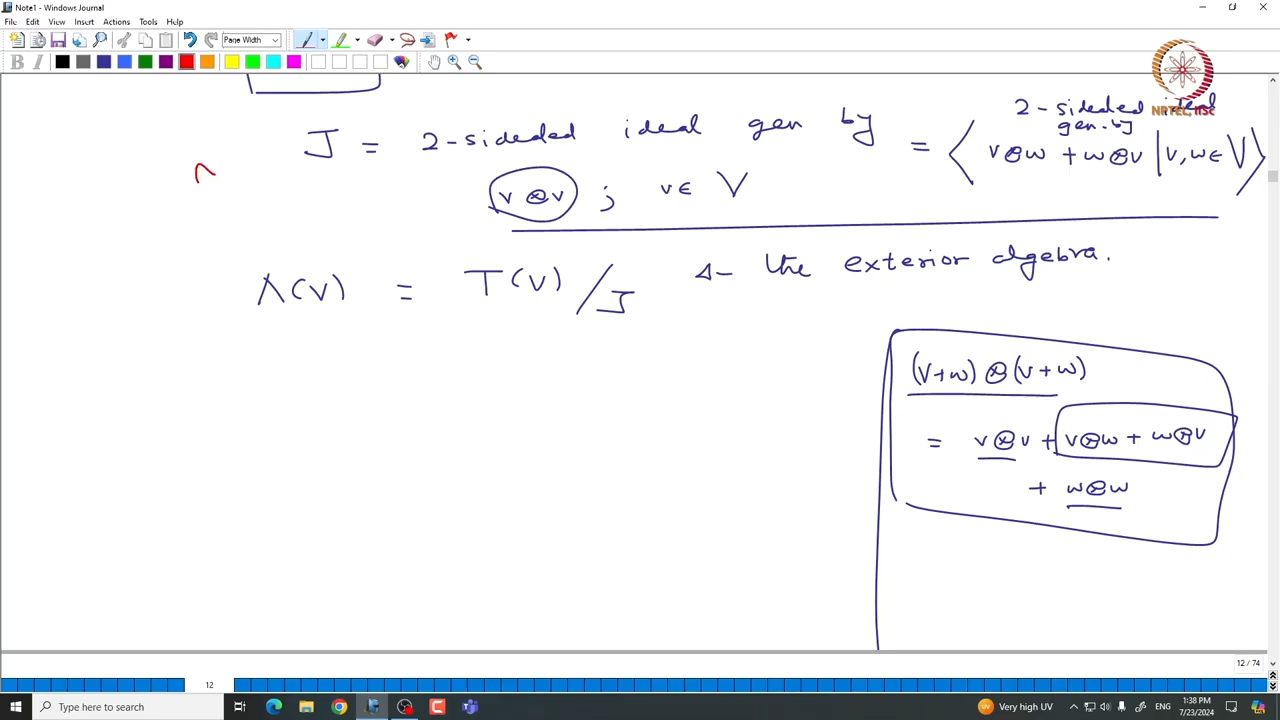 Note1 - Windows Journal
File Edit View Insert Actions Tools Help
Page Width
B I
NPTEL, IISC
J = 2-sideded ideal gen by
v ⊗ v ; v ∈ V
= ⟨ v⊗w + w⊗v | v, w ∈ V ⟩
2-sideded ideal
gen. by
Λ(V) = T(V) / J ← the exterior algebra.
(v+w) ⊗ (v+w)
= v ⊗ v + v⊗w + w⊗v
+ w⊗w
12 / 74
12
Type here to search
Very high UV
1:38 PM
7/23/2024